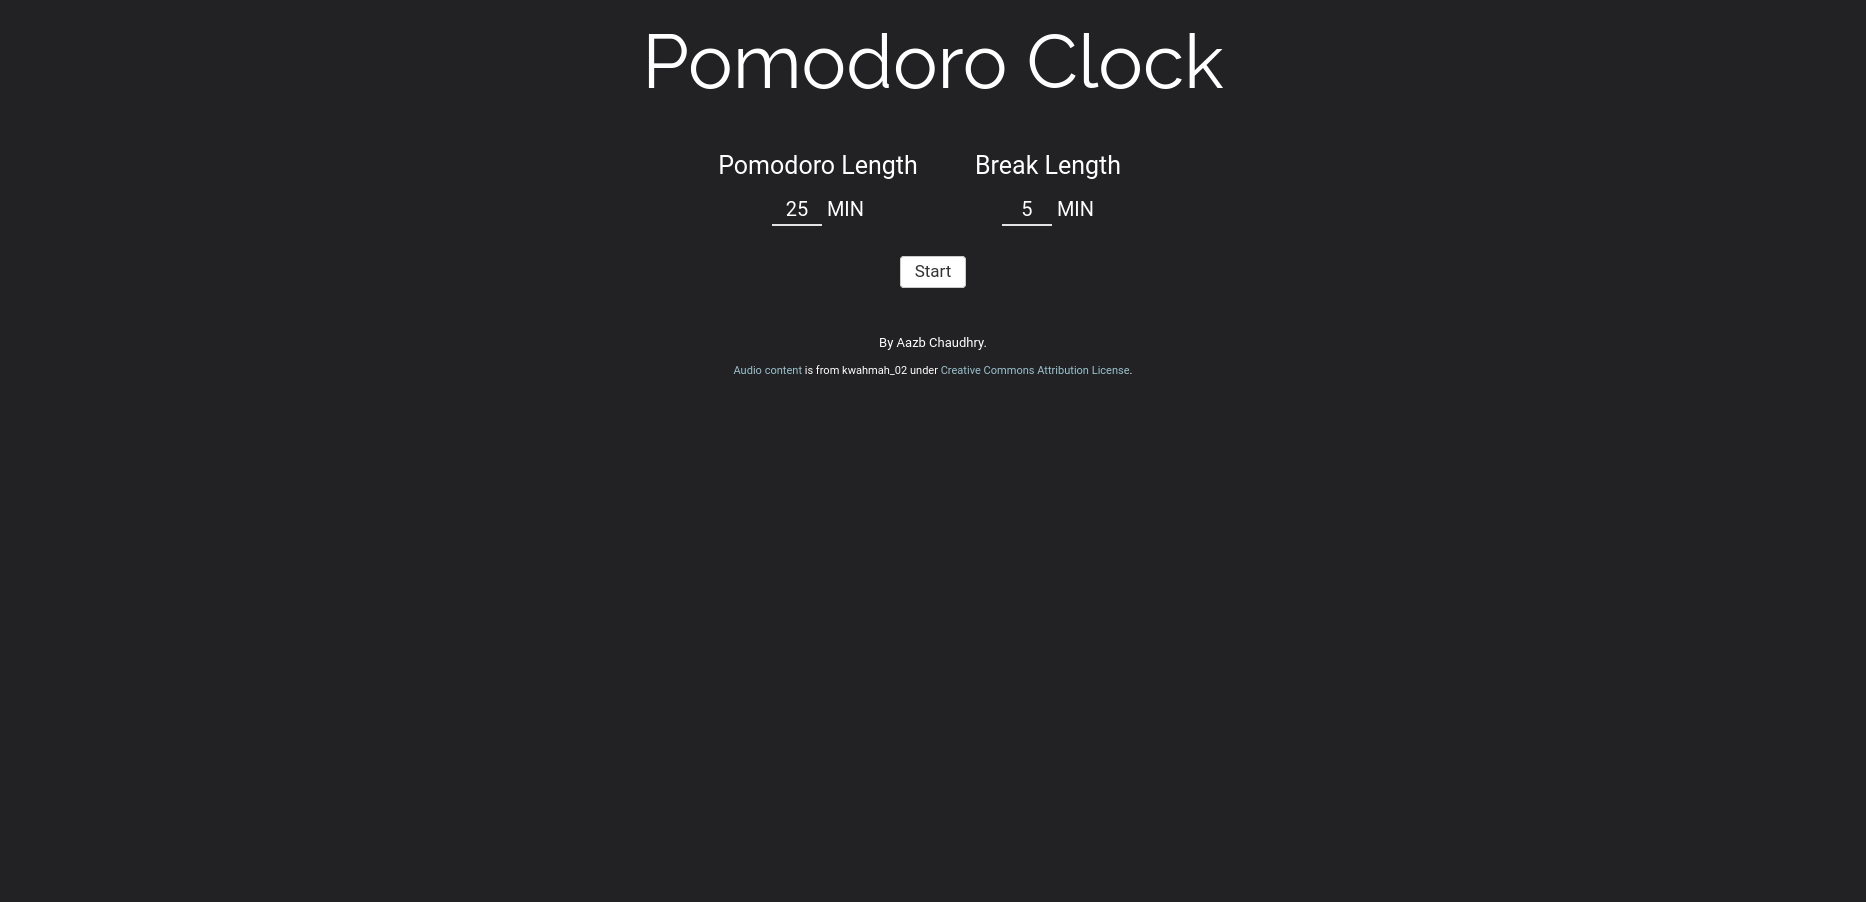 Pomodoro Clock
Pomodoro Length
Break Length
25 MIN
5 MIN
Start
By Aazb Chaudhry.
Audio content is from kwahmah_02 under Creative Commons Attribution License.